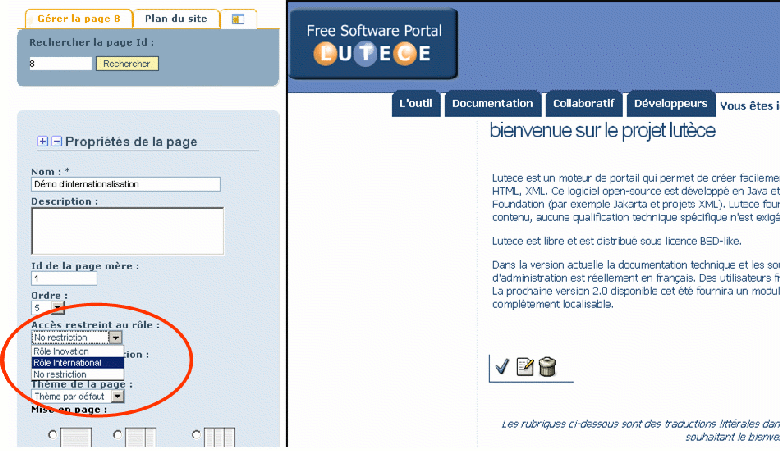 Gérer la page 8
Plan du site
Rechercher la page Id :
8
Rechercher
Propriétés de la page
Nom : *
Démo d'internationalisation
Description :
Id de la page mère :
1
Ordre :
5
Accès restreint au rôle :
No restriction
Rôle Inovation
tion :
Rôle International
No restriction
Thème de la page :
Thème par défaut
Mise en page :
Free Software Portal
LUTECE
L'outil
Documentation
Collaboratif
Développeurs
Vous êtes i
bienvenue sur le projet lutèce
Lutece est un moteur de portail qui permet de créer facileme
HTML, XML. Ce logiciel open-source est développé en Java et
Foundation (par exemple Jakarta et projets XML). Lutece four
contenu, aucune qualification technique spécifique n'est exigé
Lutece est libre et est distribué sous licence BSD-like.
Dans la version actuelle la documentation technique et les sou
d'administration est réellement en français. Des utilisateurs fr
La prochaine version 2.0 disponible cet été fournira un modul
complètement localisable.
Les rubriques ci-dessous sont des traductions littérales dan
souhaitant le bienve